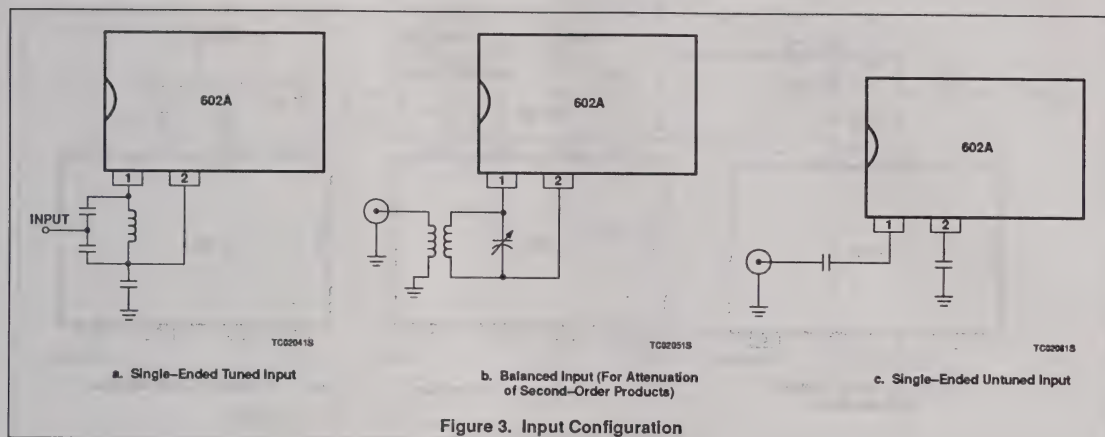 602A
1 2
INPUT
TC02041S
a. Single–Ended Tuned Input
602A
1 2
TC02051S
b. Balanced Input (For Attenuation
of Second–Order Products)
602A
1 2
TC02061S
c. Single–Ended Untuned Input
Figure 3. Input Configuration